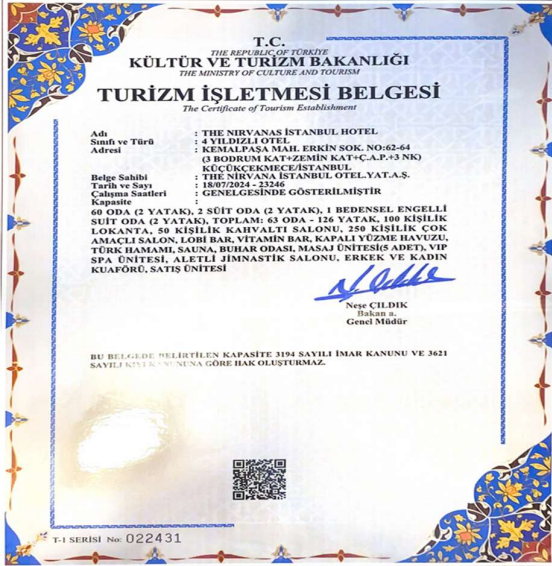 T.C.
THE REPUBLIC OF TÜRKİYE
KÜLTÜR VE TURİZM BAKANLIĞI
THE MINISTRY OF CULTURE AND TOURISM
TURİZM İŞLETMESİ BELGESİ
The Certificate of Tourism Establishment
Adı : THE NIRVANAS İSTANBUL HOTEL
Sınıfı ve Türü : 4 YILDIZLI OTEL
Adresi : KEMALPAŞA MAH. ERKİN SOK. NO:62-64
(3 BODRUM KAT+ZEMİN KAT+Ç.A.P.+3 NK)
KÜÇÜKÇEKMECE/İSTANBUL
Belge Sahibi : THE NİRVANA İSTANBUL OTEL.YAT.A.Ş.
Tarih ve Sayı : 18/07/2024 - 23246
Çalışma Saatleri : GENELGESİNDE GÖSTERİLMİŞTİR
Kapasite :
60 ODA (2 YATAK), 2 SÜİT ODA (2 YATAK), 1 BEDENSEL ENGELLİ
SUIT ODA (2 YATAK), TOPLAM: 63 ODA - 126 YATAK, 100 KİŞİLİK
LOKANTA, 50 KİŞİLİK KAHVALTI SALONU, 250 KİŞİLİK ÇOK
AMAÇLI SALON, LOBİ BAR, VİTAMİN BAR, KAPALI YÜZME HAVUZU,
TÜRK HAMAMI, SAUNA, BUHAR ODASI, MASAJ ÜNİTESİ(5 ADET), VIP
SPA ÜNİTESİ, ALETLİ JİMNASTİK SALONU, ERKEK VE KADIN
KUAFÖRÜ, SATIŞ ÜNİTESİ
Neşe ÇILDIK
Bakan a.
Genel Müdür
BU BELGEDE BELİRTİLEN KAPASİTE 3194 SAYILI İMAR KANUNU VE 3621
SAYILI KIYI KANUNUNA GÖRE HAK OLUŞTURMAZ.
T-1 SERİSİ No: 022431